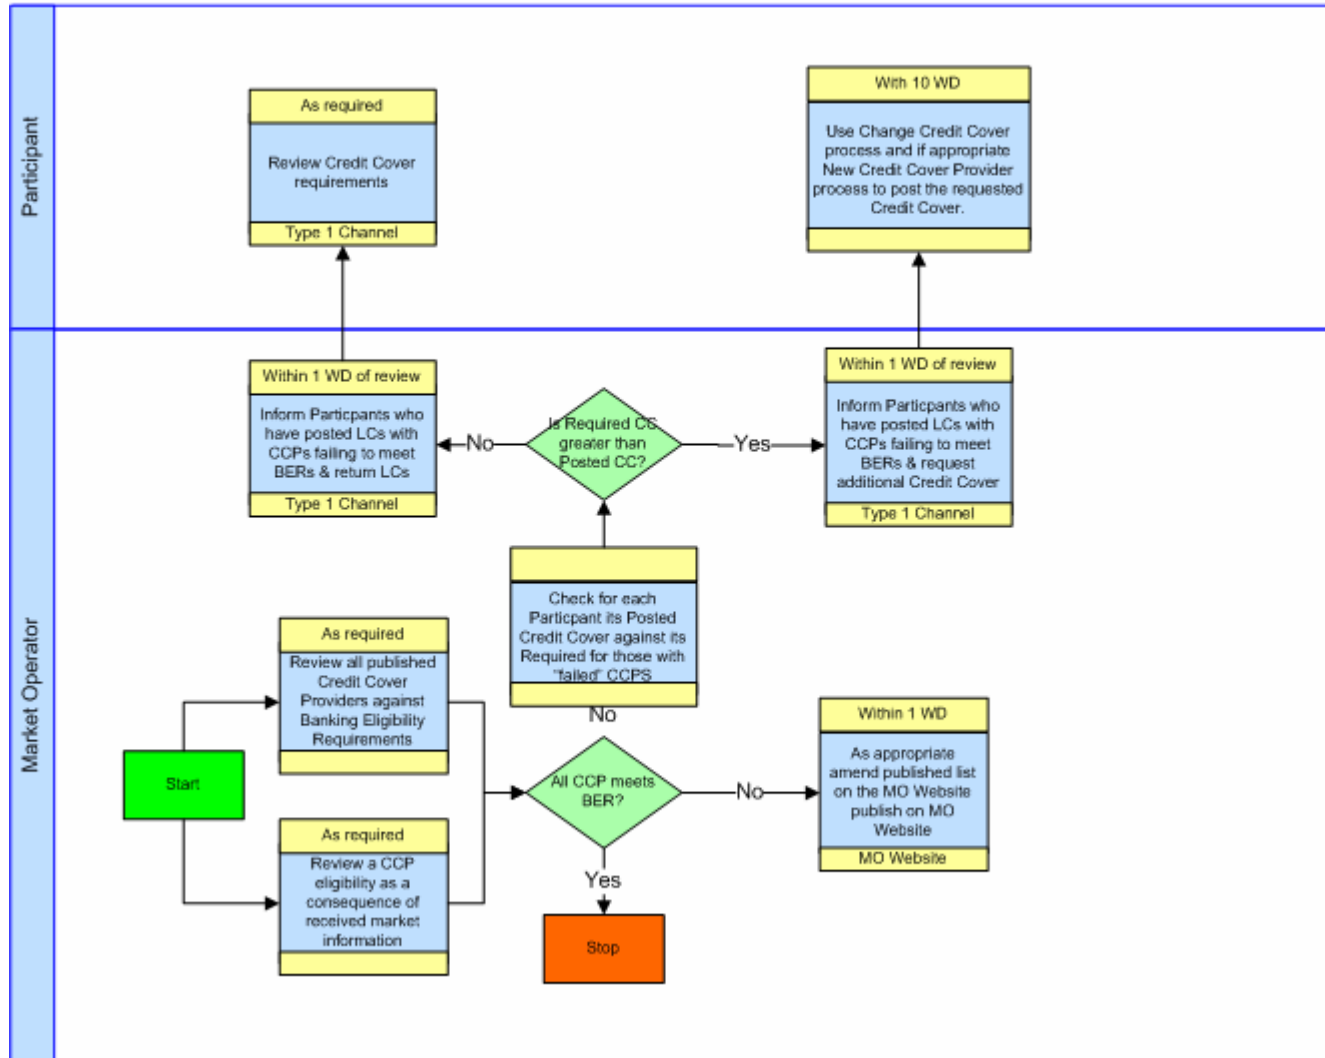 Participant
As required
Review Credit Cover
requirements
Type 1 Channel
With 10 WD
Use Change Credit Cover
process and if appropriate
New Credit Cover Provider
process to post the requested
Credit Cover.
Market Operator
Within 1 WD of review
Inform Particpants who
have posted LCs with
CCPs failing to meet
BERs & return LCs
Type 1 Channel
No
Is Required CC
greater than
Posted CC?
Yes
Within 1 WD of review
Inform Particpants who
have posted LCs with
CCPs failing to meet
BERs & request
additional Credit Cover
Type 1 Channel
Check for each
Particpant its Posted
Credit Cover against its
Required for those with
"failed" CCPS
No
As required
Review all published
Credit Cover
Providers against
Banking Eligibility
Requirements
Start
As required
Review a CCP
eligibility as a
consequence of
received market
information
All CCP meets
BER?
No
Yes
Stop
Within 1 WD
As appropriate
amend published list
on the MO Website
publish on MO
Website
MO Website